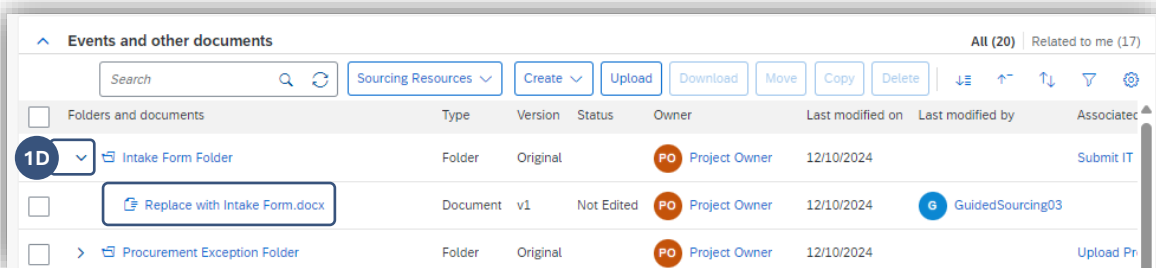 Events and other documents All (20) Related to me (17)
Search Sourcing Resources Create Upload Download Move Copy Delete
Folders and documents Type Version Status Owner Last modified on Last modified by Associated
1D Intake Form Folder Folder Original PO Project Owner 12/10/2024 Submit IT
Replace with Intake Form.docx Document v1 Not Edited PO Project Owner 12/10/2024 G GuidedSourcing03
Procurement Exception Folder Folder Original PO Project Owner 12/10/2024 Upload Pr